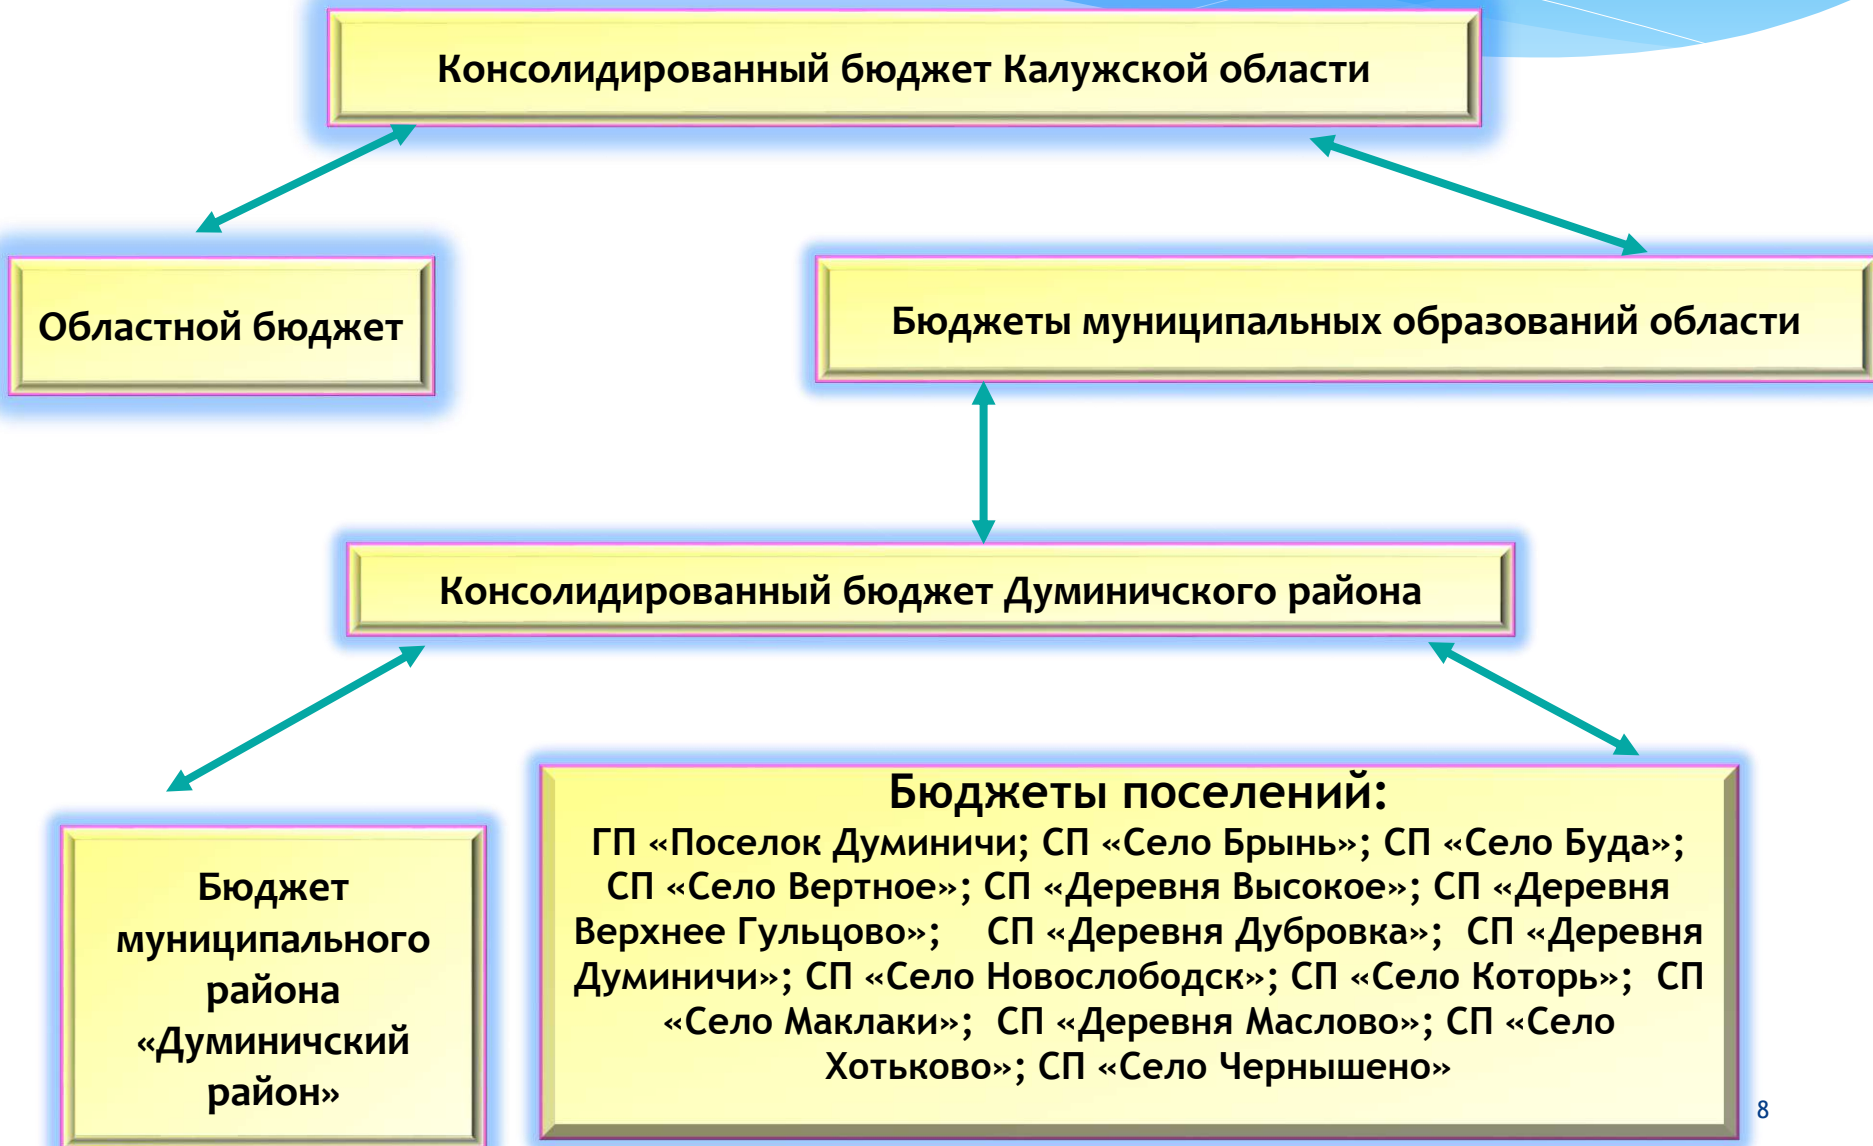 Консолидированный бюджет Калужской области
Областной бюджет
Бюджеты муниципальных образований области
Консолидированный бюджет Думиничского района
Бюджет
муниципального
района
«Думиничский
район»
Бюджеты поселений:
ГП «Поселок Думиничи; СП «Село Брынь»; СП «Село Буда»;
СП «Село Вертное»; СП «Деревня Высокое»; СП «Деревня
Верхнее Гульцово»; СП «Деревня Дубровка»; СП «Деревня
Думиничи»; СП «Село Новослободск»; СП «Село Которь»; СП
«Село Маклаки»; СП «Деревня Маслово»; СП «Село
Хотьково»; СП «Село Чернышено»
8